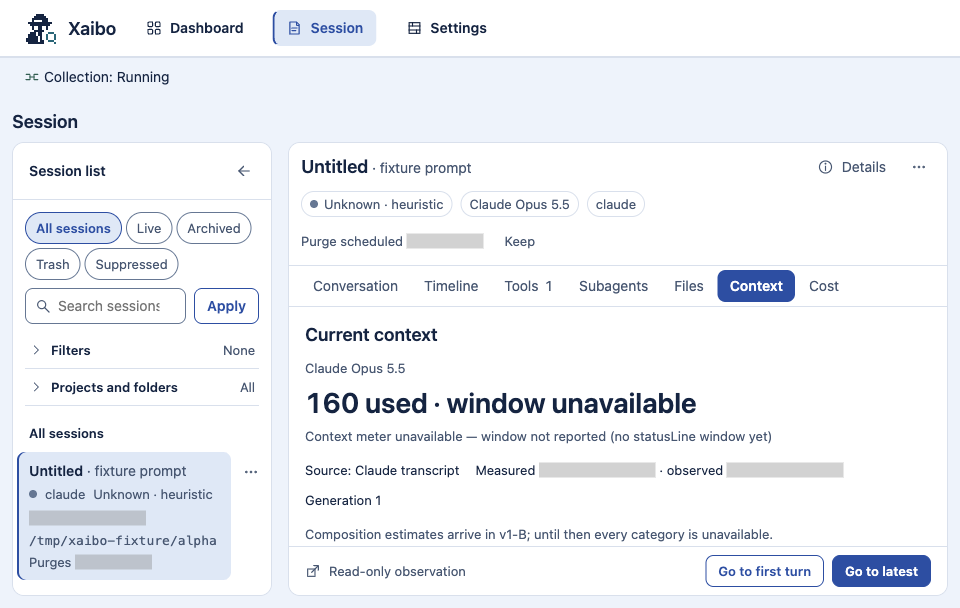 Xaibo
Dashboard
Session
Settings
Collection: Running
Session
Session list
All sessions
Live
Archived
Trash
Suppressed
Search sessions
Apply
Filters
None
Projects and folders
All
All sessions
Untitled · fixture prompt
claude Unknown · heuristic
/tmp/xaibo-fixture/alpha
Purges
Untitled · fixture prompt
Details
Unknown · heuristic
Claude Opus 5.5
claude
Purge scheduled
Keep
Conversation
Timeline
Tools 1
Subagents
Files
Context
Cost
Current context
Claude Opus 5.5
160 used · window unavailable
Context meter unavailable — window not reported (no statusLine window yet)
Source: Claude transcript Measured · observed
Generation 1
Composition estimates arrive in v1-B; until then every category is unavailable.
Read-only observation
Go to first turn
Go to latest